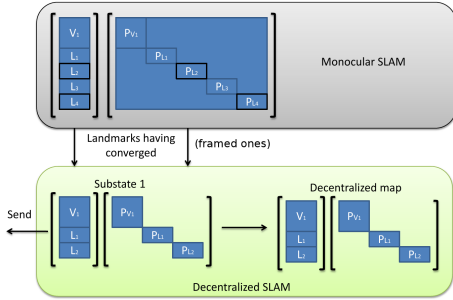 V1
L1
L2
L3
L4
PV1
PL1
PL2
PL3
PL4
Monocular SLAM
Landmarks having
converged
(framed ones)
Substate 1
Decentralized map
Send
V1
L1
L2
PV1
PL1
PL2
V1
L1
L2
PV1
PL1
PL2
Decentralized SLAM